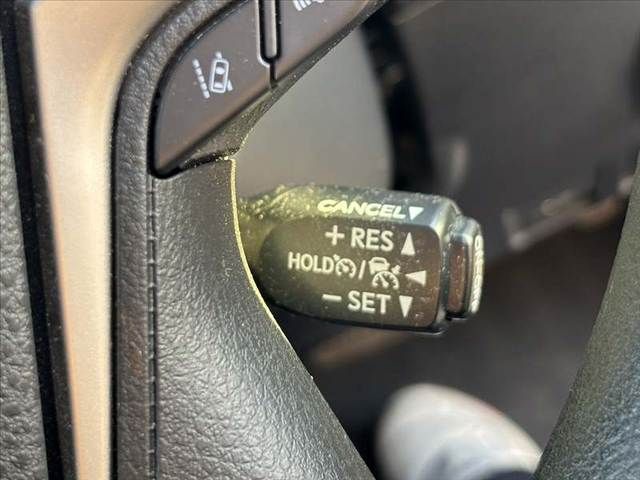 CANCEL▼
+ RES ▲
HOLD / ◄
− SET ▼